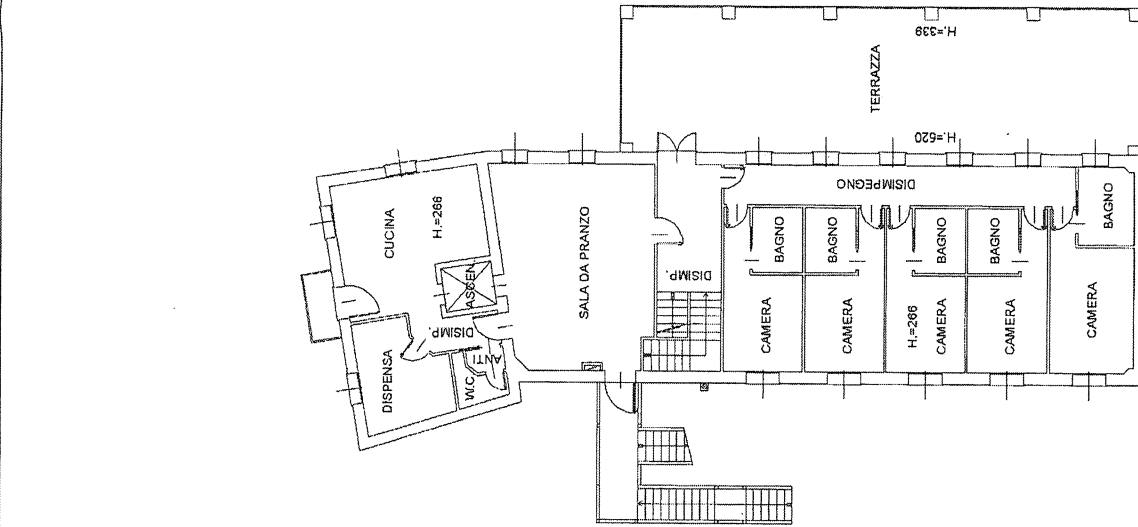 H.=339
TERRAZZA
H.=520
CUCINA
H.=266
ASCEN
DISIMP.
DISPENSA
W.C.
ANTI
SALA DA PRANZO
DISIMP.
DISIMPEGNO
BAGNO
BAGNO
BAGNO
BAGNO
BAGNO
CAMERA
CAMERA
H.=266
CAMERA
CAMERA
CAMERA